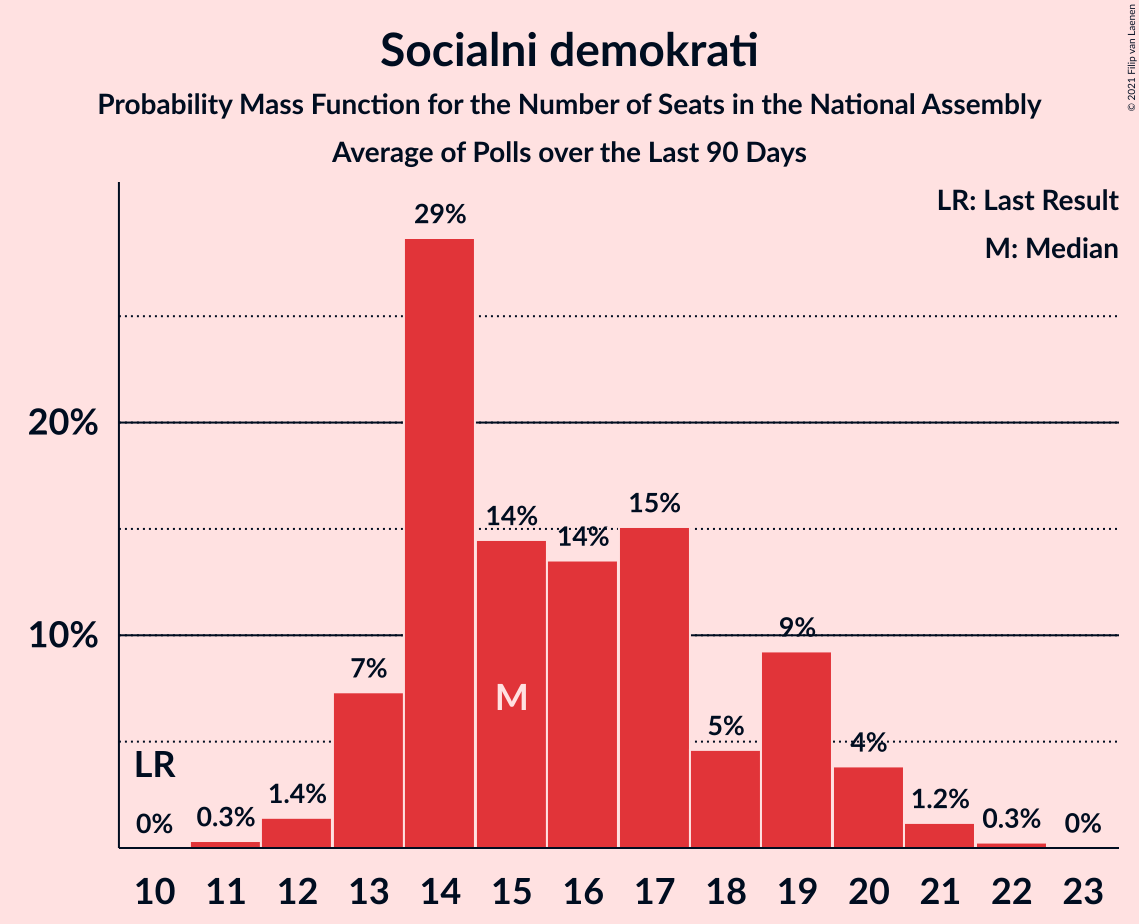 Socialni demokrati
Probability Mass Function for the Number of Seats in the National Assembly
Average of Polls over the Last 90 Days
© 2021 Filip van Laenen
LR: Last Result
M: Median
20%
10%
LR
0%
0.3%
1.4%
7%
29%
14%
M
14%
15%
5%
9%
4%
1.2%
0.3%
0%
10 11 12 13 14 15 16 17 18 19 20 21 22 23